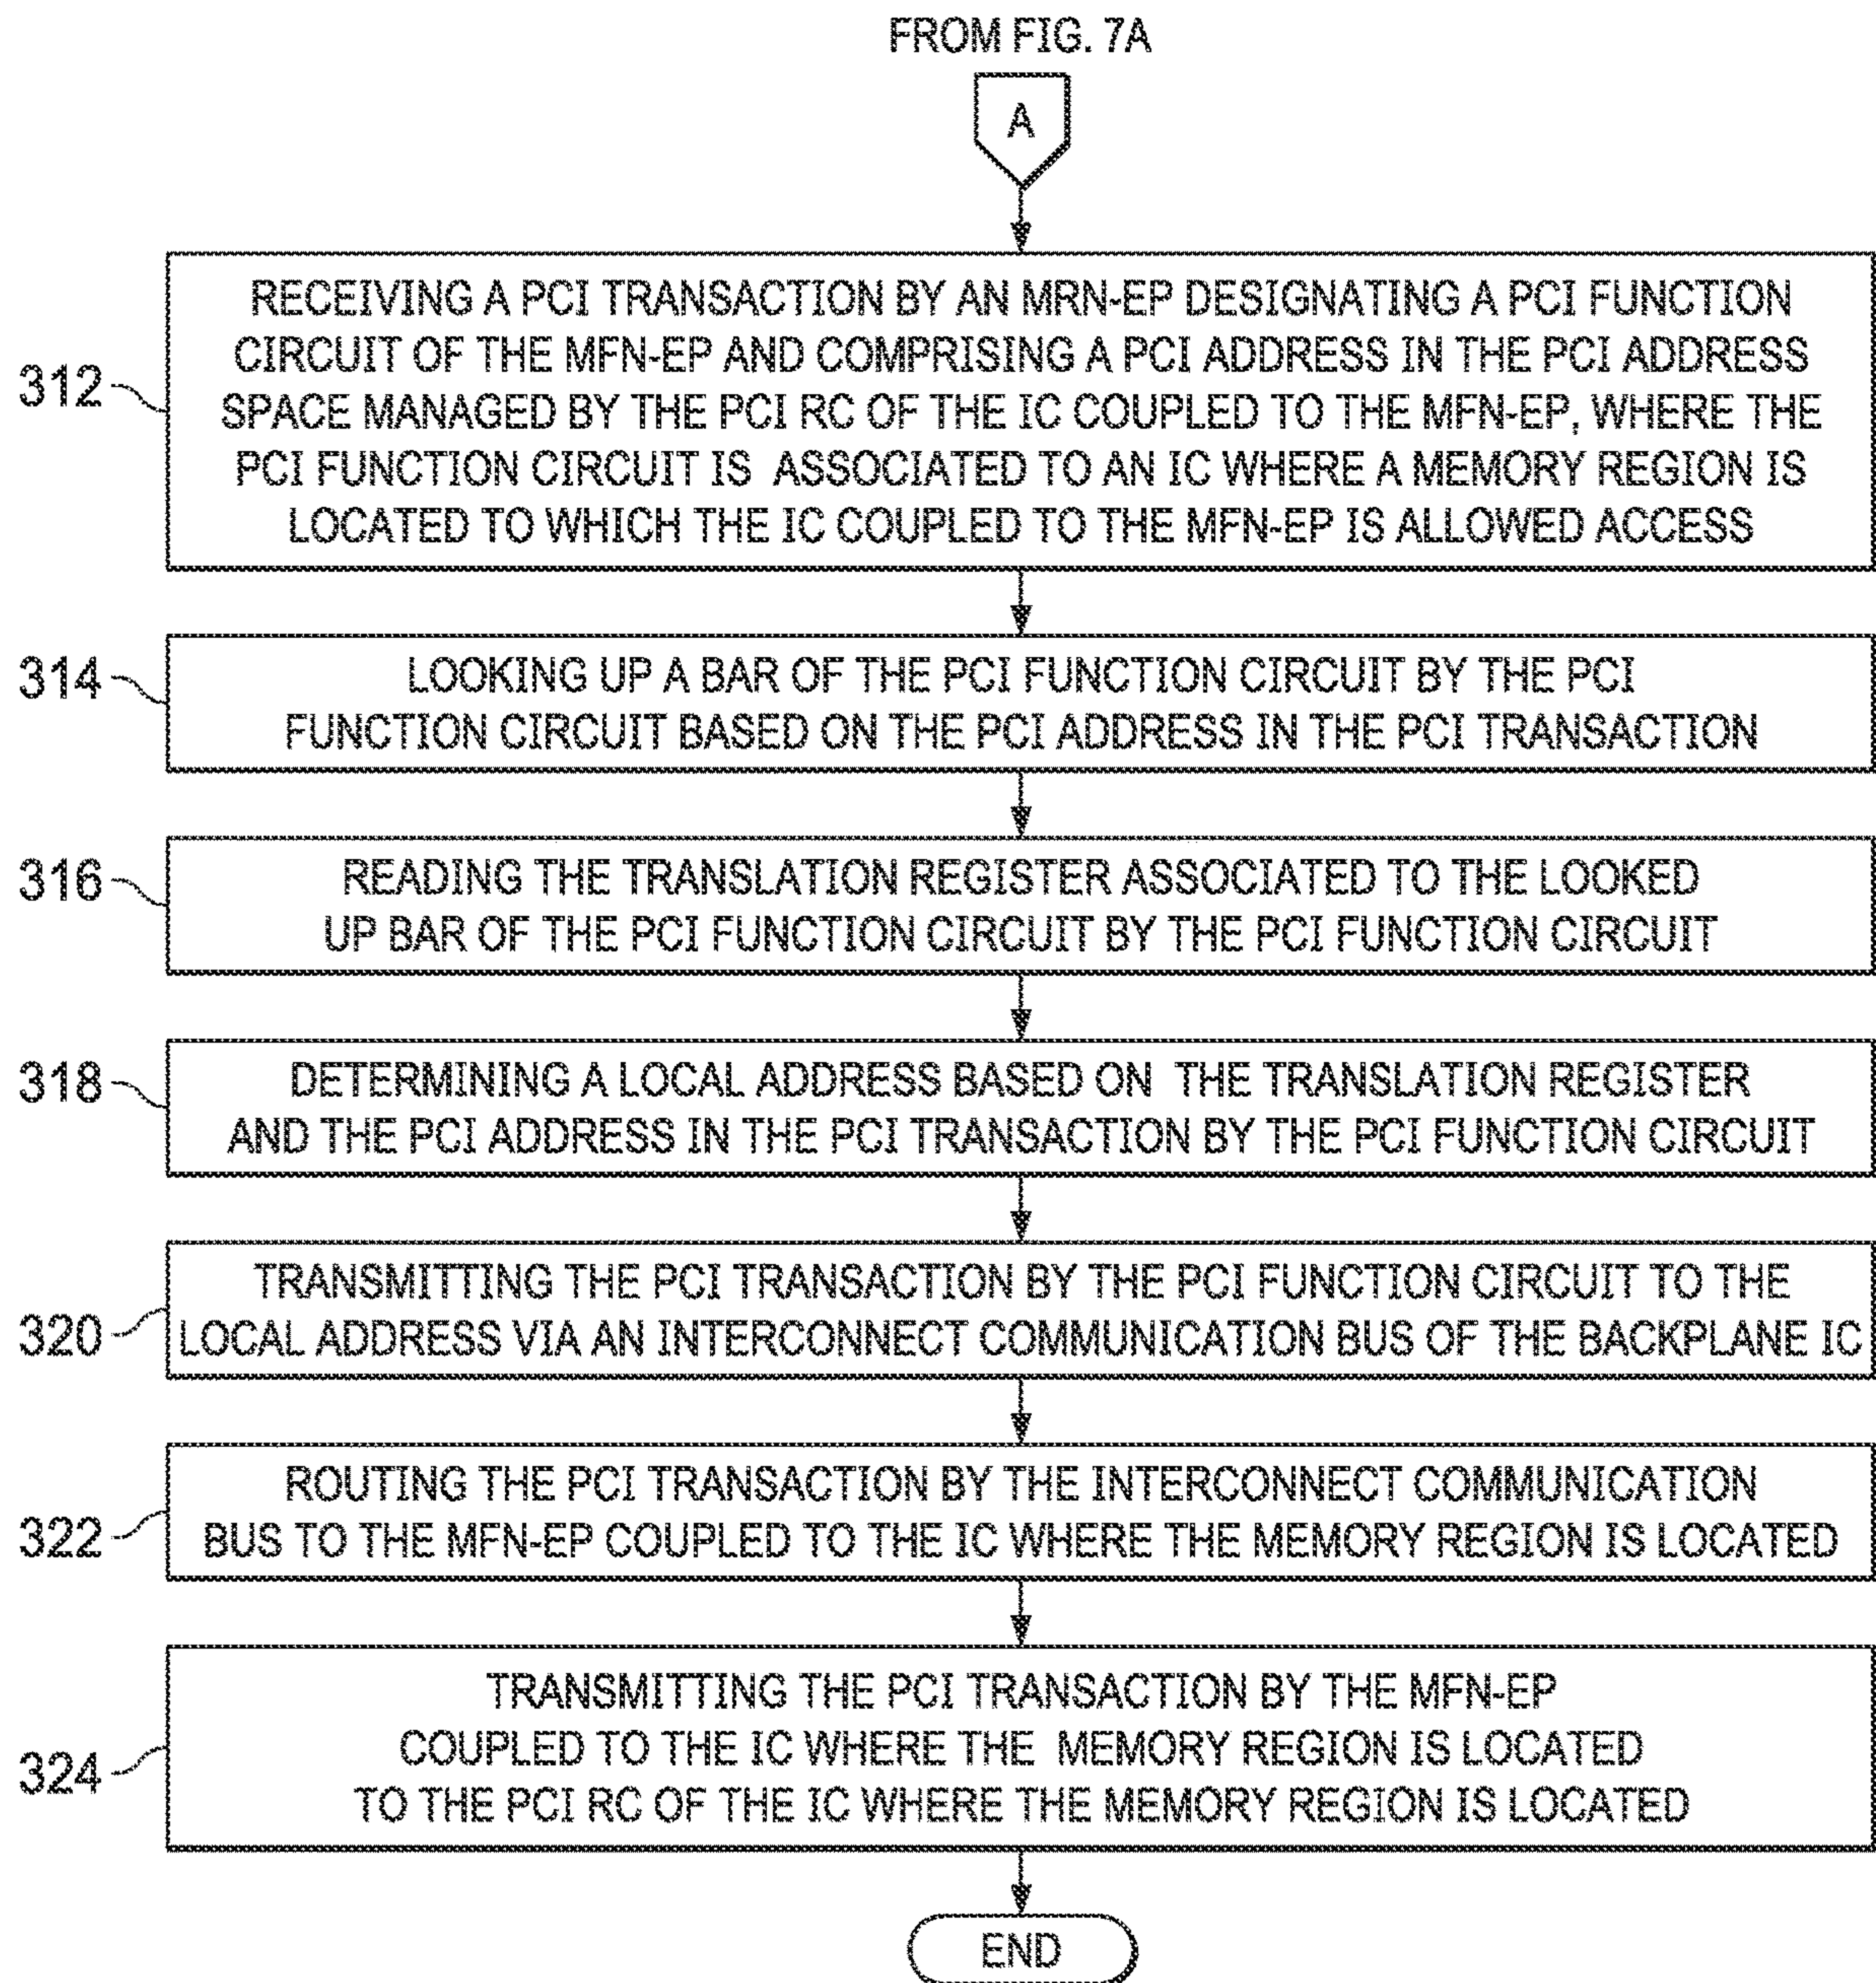 FROM FIG. 7A
A
312
RECEIVING A PCI TRANSACTION BY AN MRN-EP DESIGNATING A PCI FUNCTION
CIRCUIT OF THE MFN-EP AND COMPRISING A PCI ADDRESS IN THE PCI ADDRESS
SPACE MANAGED BY THE PCI RC OF THE IC COUPLED TO THE MFN-EP, WHERE THE
PCI FUNCTION CIRCUIT IS ASSOCIATED TO AN IC WHERE A MEMORY REGION IS
LOCATED TO WHICH THE IC COUPLED TO THE MFN-EP IS ALLOWED ACCESS
314
LOOKING UP A BAR OF THE PCI FUNCTION CIRCUIT BY THE PCI
FUNCTION CIRCUIT BASED ON THE PCI ADDRESS IN THE PCI TRANSACTION
316
READING THE TRANSLATION REGISTER ASSOCIATED TO THE LOOKED
UP BAR OF THE PCI FUNCTION CIRCUIT BY THE PCI FUNCTION CIRCUIT
318
DETERMINING A LOCAL ADDRESS BASED ON THE TRANSLATION REGISTER
AND THE PCI ADDRESS IN THE PCI TRANSACTION BY THE PCI FUNCTION CIRCUIT
320
TRANSMITTING THE PCI TRANSACTION BY THE PCI FUNCTION CIRCUIT TO THE
LOCAL ADDRESS VIA AN INTERCONNECT COMMUNICATION BUS OF THE BACKPLANE IC
322
ROUTING THE PCI TRANSACTION BY THE INTERCONNECT COMMUNICATION
BUS TO THE MFN-EP COUPLED TO THE IC WHERE THE MEMORY REGION IS LOCATED
324
TRANSMITTING THE PCI TRANSACTION BY THE MFN-EP
COUPLED TO THE IC WHERE THE MEMORY REGION IS LOCATED
TO THE PCI RC OF THE IC WHERE THE MEMORY REGION IS LOCATED
END